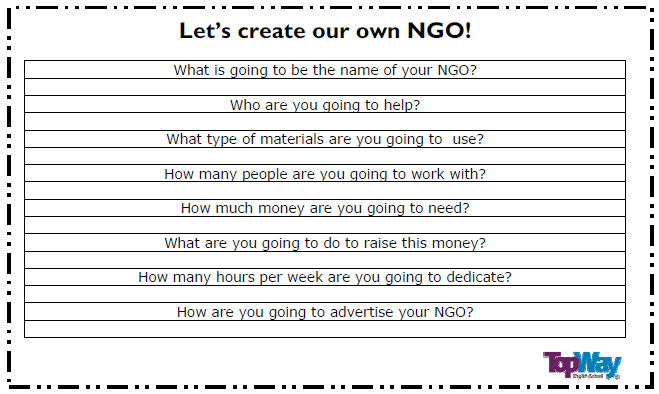 Let's create our own NGO!
What is going to be the name of your NGO?
Who are you going to help?
What type of materials are you going to  use?
How many people are you going to work with?
How much money are you going to need?
What are you going to do to raise this money?
How many hours per week are you going to dedicate?
How are you going to advertise your NGO?
TopWay
English School